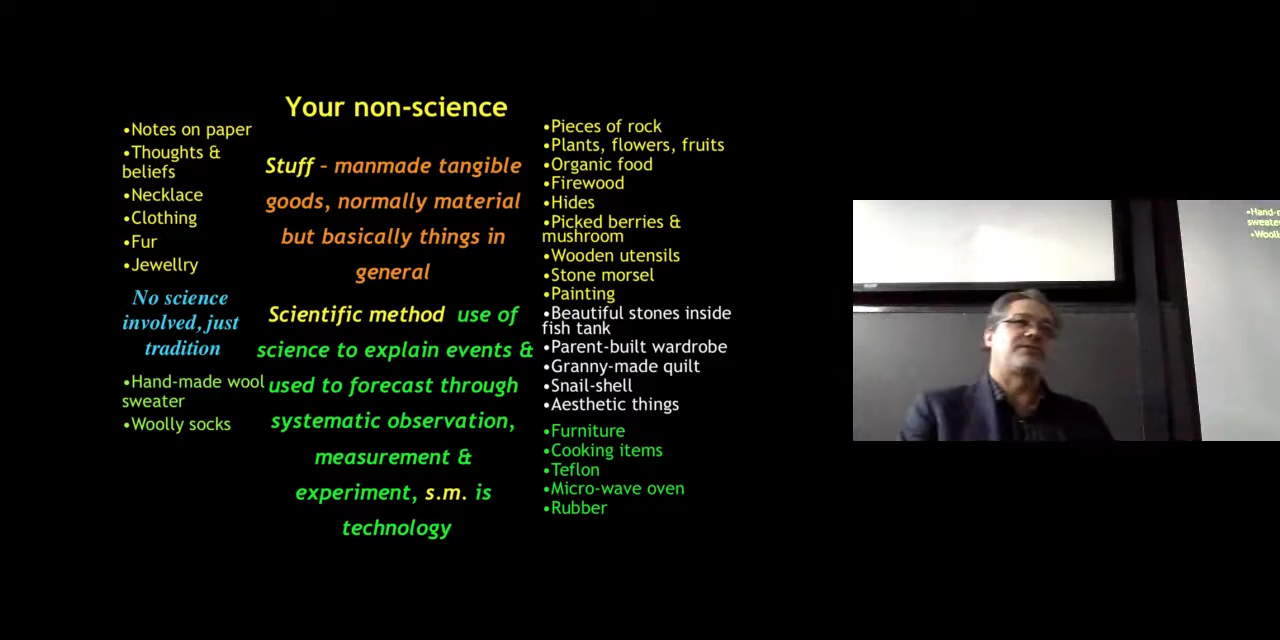 Your non-science
•Notes on paper
•Thoughts &
beliefs
•Necklace
•Clothing
•Fur
•Jewellry
No science
involved, just
tradition
•Hand-made wool
sweater
•Woolly socks
Stuff – manmade tangible
goods, normally material
but basically things in
general
Scientific method use of
science to explain events &
used to forecast through
systematic observation,
measurement &
experiment, s.m. is
technology
•Pieces of rock
•Plants, flowers, fruits
•Organic food
•Firewood
•Hides
•Picked berries &
mushroom
•Wooden utensils
•Stone morsel
•Painting
•Beautiful stones inside
fish tank
•Parent-built wardrobe
•Granny-made quilt
•Snail-shell
•Aesthetic things
•Furniture
•Cooking items
•Teflon
•Micro-wave oven
•Rubber